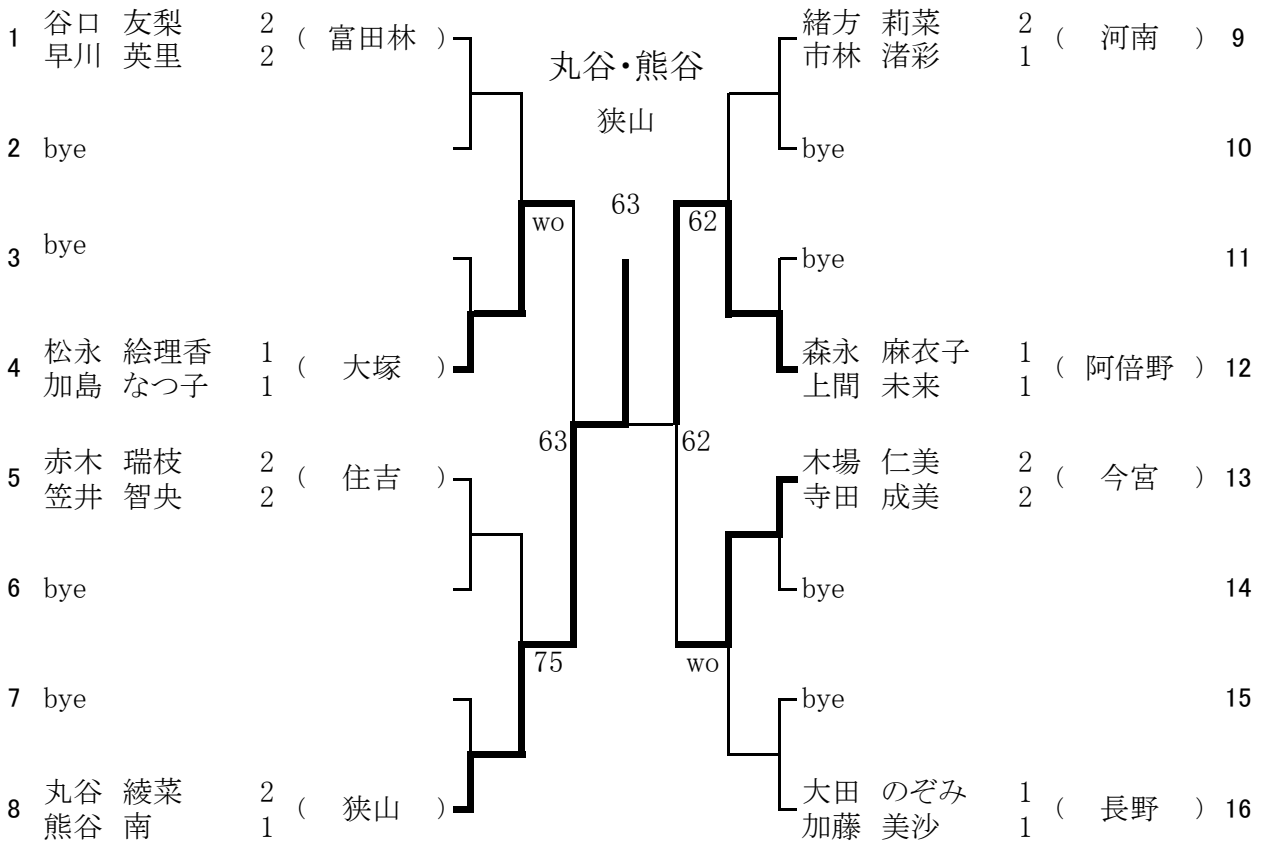 1 谷口 友梨 2 ( 富田林 )
早川 英里 2
2 bye
3 bye
4 松永 絵理香 1 ( 大塚 )
加島 なつ子 1
5 赤木 瑞枝 2 ( 住吉 )
笠井 智央 2
6 bye
7 bye
8 丸谷 綾菜 2 ( 狭山 )
熊谷 南 1
丸谷・熊谷
狭山
63
wo
62
63
62
75
wo
緒方 莉菜 2 ( 河南 ) 9
市林 渚彩 1
bye 10
bye 11
森永 麻衣子 1 ( 阿倍野 ) 12
上間 未来 1
木場 仁美 2 ( 今宮 ) 13
寺田 成美 2
bye 14
bye 15
大田 のぞみ 1 ( 長野 ) 16
加藤 美沙 1